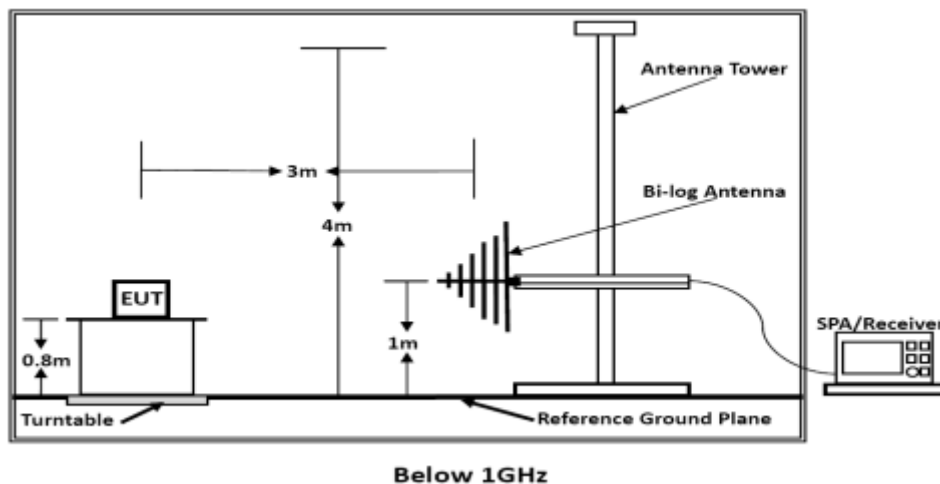 Antenna Tower
3m
Bi-log Antenna
4m
EUT
1m
SPA/Receiver
0.8m
Turntable
Reference Ground Plane
Below 1GHz